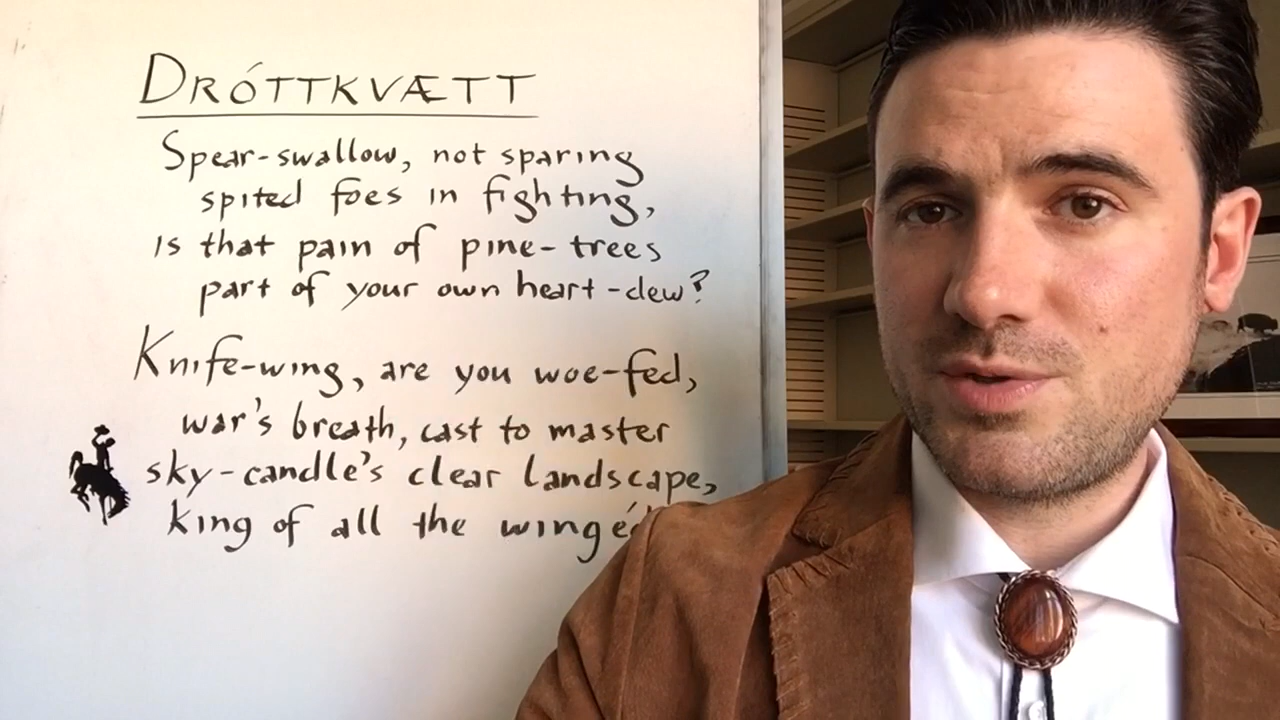 DRÓTTKVÆTT
Spear-swallow, not sparing
spited foes in fighting,
is that pain of pine-trees
part of your own heart-dew?
Knife-wing, are you woe-fed,
war's breath, cast to master
sky-candle's clear landscape,
king of all the wingéd